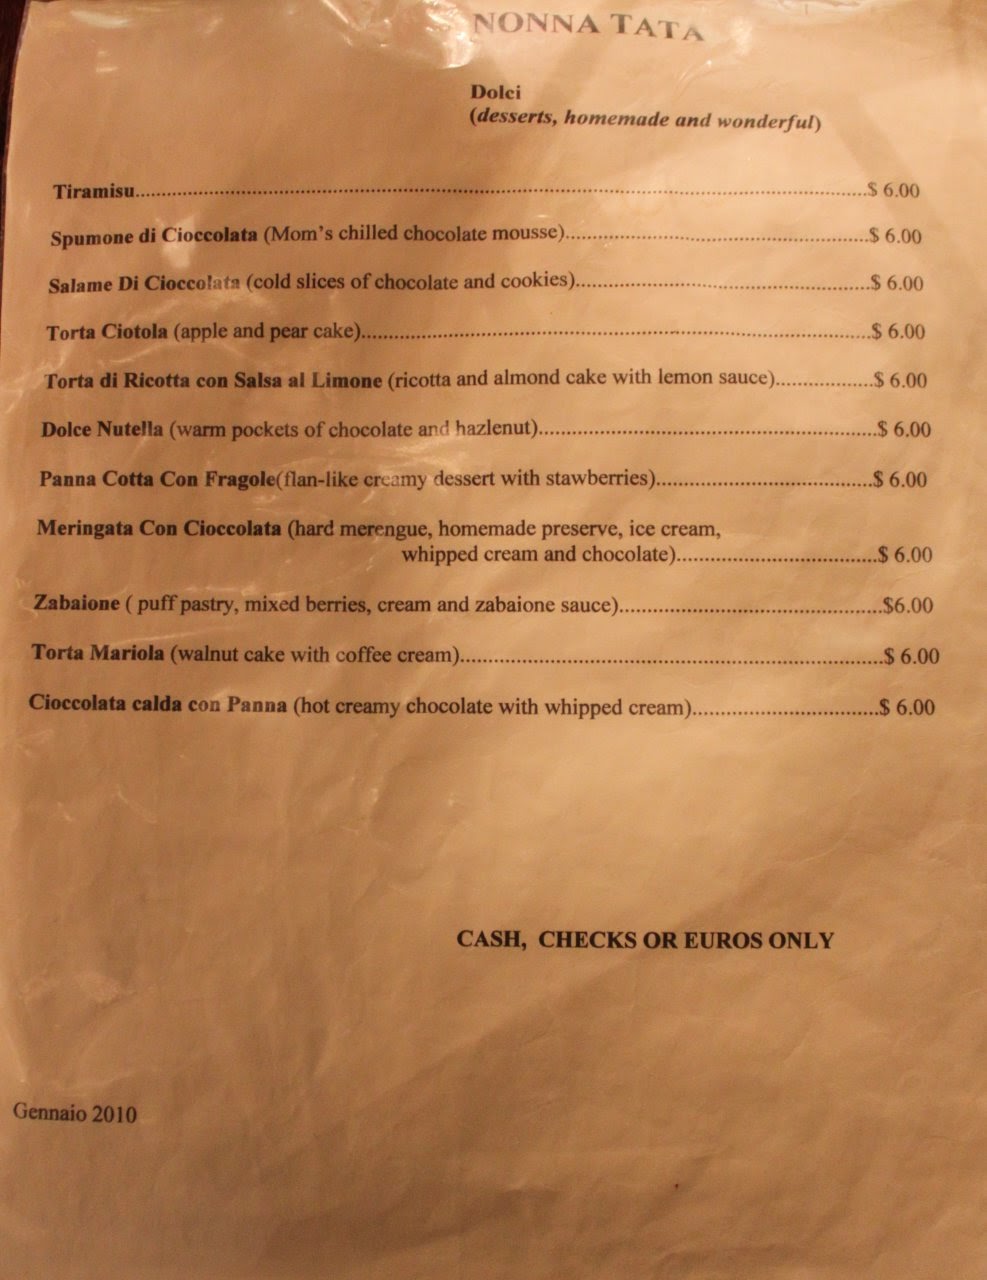 NONNA TATA
Dolci
(desserts, homemade and wonderful)
Tiramisu....................$ 6.00
Spumone di Cioccolata (Mom's chilled chocolate mousse)....................$ 6.00
Salame Di Cioccolata (cold slices of chocolate and cookies)....................$ 6.00
Torta Ciotola (apple and pear cake)....................$ 6.00
Torta di Ricotta con Salsa al Limone (ricotta and almond cake with lemon sauce)....................$ 6.00
Dolce Nutella (warm pockets of chocolate and hazlenut)....................$ 6.00
Panna Cotta Con Fragole(flan-like creamy dessert with stawberries)....................$ 6.00
Meringata Con Cioccolata (hard merengue, homemade preserve, ice cream,
whipped cream and chocolate)....................$ 6.00
Zabaione ( puff pastry, mixed berries, cream and zabaione sauce)....................$6.00
Torta Mariola (walnut cake with coffee cream)....................$ 6.00
Cioccolata calda con Panna (hot creamy chocolate with whipped cream)....................$ 6.00
CASH, CHECKS OR EUROS ONLY
Gennaio 2010